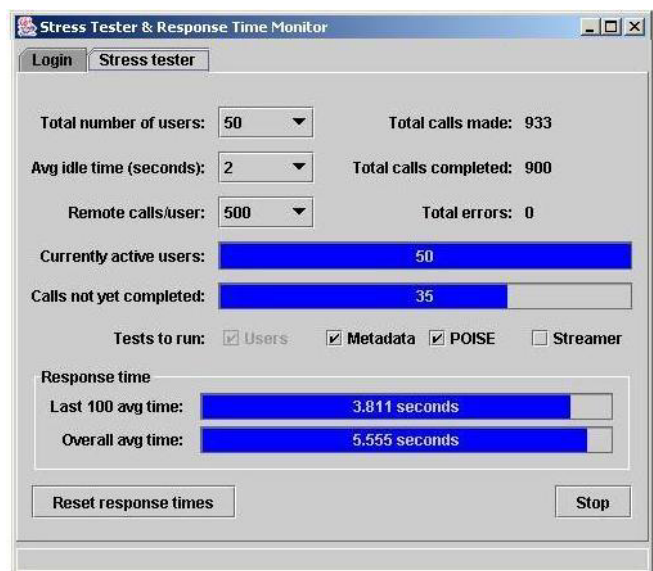 Stress Tester & Response Time Monitor
Login Stress tester
Total number of users: 50 Total calls made: 933
Avg idle time (seconds): 2 Total calls completed: 900
Remote calls/user: 500 Total errors: 0
Currently active users: 50
Calls not yet completed: 35
Tests to run: Users Metadata POISE Streamer
Response time
Last 100 avg time: 3.811 seconds
Overall avg time: 5.555 seconds
Reset response times Stop